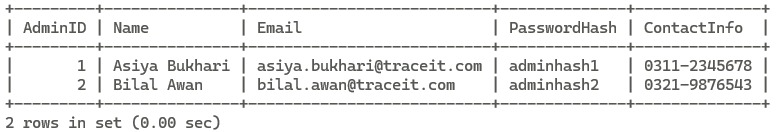 +---------+--------------+-------------------------+--------------+--------------+
| AdminID | Name         | Email                   | PasswordHash | ContactInfo  |
+---------+--------------+-------------------------+--------------+--------------+
|       1 | Asiya Bukhari | asiya.bukhari@traceit.com | adminhash1   | 0311-2345678 |
|       2 | Bilal Awan   | bilal.awan@traceit.com  | adminhash2   | 0321-9876543 |
+---------+--------------+-------------------------+--------------+--------------+
2 rows in set (0.00 sec)